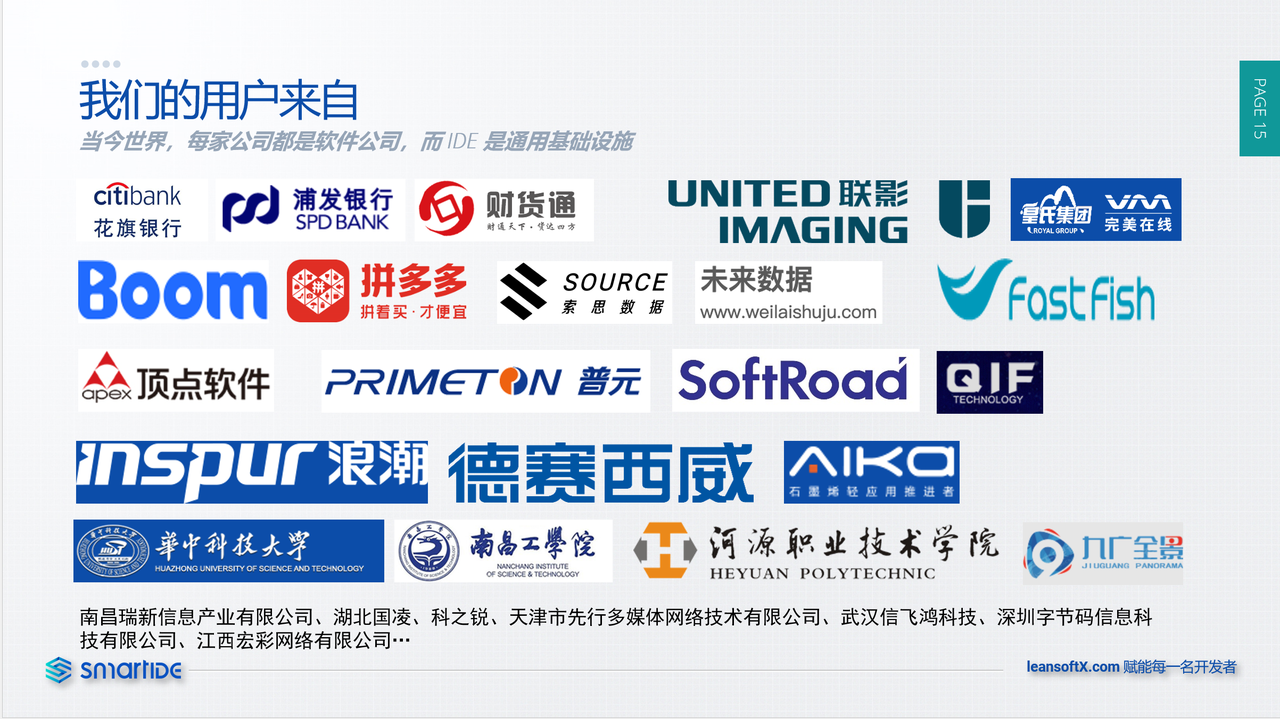 我们的用户来自
当今世界，每家公司都是软件公司，而 IDE 是通用基础设施
PAGE 15
citibank
花旗银行
浦发银行
SPD BANK
财货通
财通天下·货达四方
UNITED 联影
IMAGING
皇氏集团
ROYAL GROUP
完美在线
Boom
拼多多
拼着买·才便宜
SOURCE
索思数据
未来数据
www.weilaishuju.com
fastfish
apex 顶点软件
PRIMETON 普元
SoftRoad
QIF
TECHNOLOGY
inspur 浪潮
德赛西威
AIKA
石墨烯轻应用推进者
華中科技大学
HUAZHONG UNIVERSITY OF SCIENCE AND TECHNOLOGY
南昌工學院
NANCHANG INSTITUTE
OF SCIENCE & TECHNOLOGY
河源职业技术学院
HEYUAN POLYTECHNIC
九广全景
JIUGUANG PANORAMA
南昌瑞新信息产业有限公司、湖北国凌、科之锐、天津市先行多媒体网络技术有限公司、武汉信飞鸿科技、深圳字节码信息科
技有限公司、江西宏彩网络有限公司…
SmartIDE
leansoftX.com 赋能每一名开发者